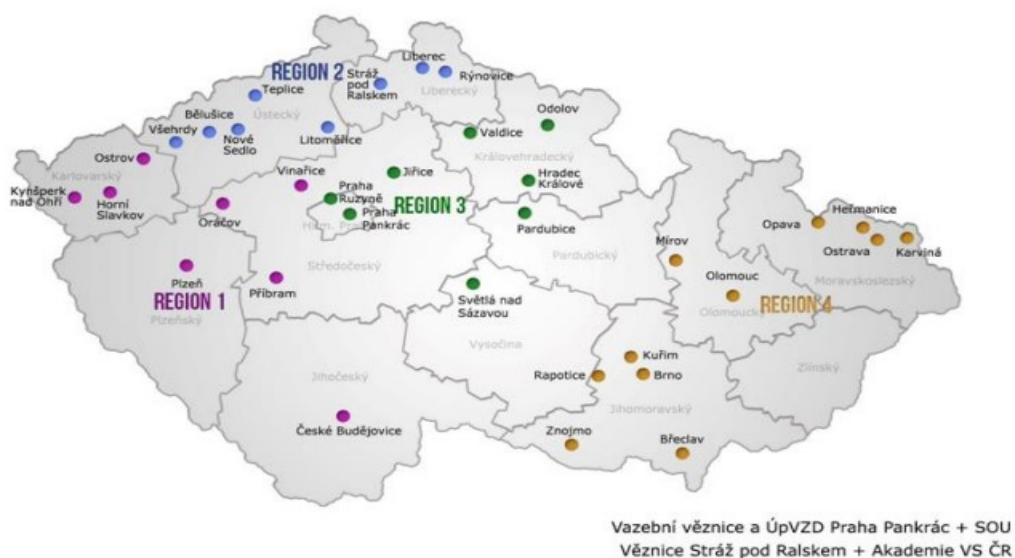 Liberec
REGION 2
Stráž
pod
Ralskem
Rýnovice
Liberecký
Teplice
Ústecký
Odolov
Bělušice
Všehrdy
Nové
Sedlo
Litoměřice
Valdice
Královehradecký
Ostrov
Karlovarský
Vinařice
Jiřice
Kynšperk
nad Ohří
Horní
Slavkov
Praha
Ruzyně
Hradec
Králové
Oráčov
Praha
Pankrác
REGION 3
Pardubice
Heřmanice
Opava
Ostrava
Karviná
Středočeský
Pardubický
Mírov
Moravskoslezský
Plzeň
REGION 1
Plzeňský
Příbram
Světlá nad
Sázavou
Olomouc
REGION 4
Olomoucký
Vysočina
Kuřim
Rapotice
Brno
Zlínský
Jihočeský
Jihomoravský
České Budějovice
Znojmo
Břeclav
Vazební věznice a ÚpVZD Praha Pankrác + SOU
Věznice Stráž pod Ralskem + Akademie VS ČR